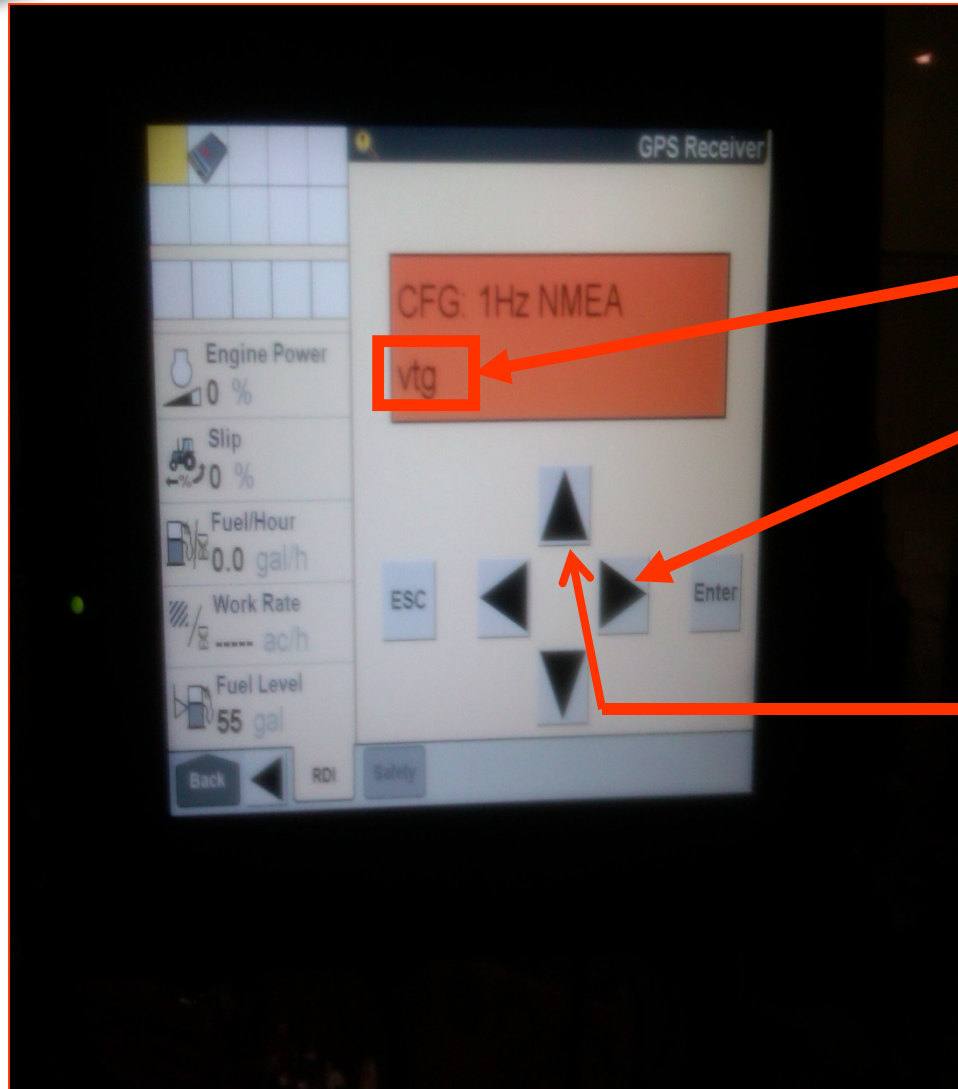 GPS Receiver
CFG: 1Hz NMEA
vtg
Engine Power
0 %
Slip
0 %
Fuel/Hour
0.0 gal/h
Work Rate
----- ac/h
Fuel Level
55 gal
ESC
Enter
Back
RDI
Safety